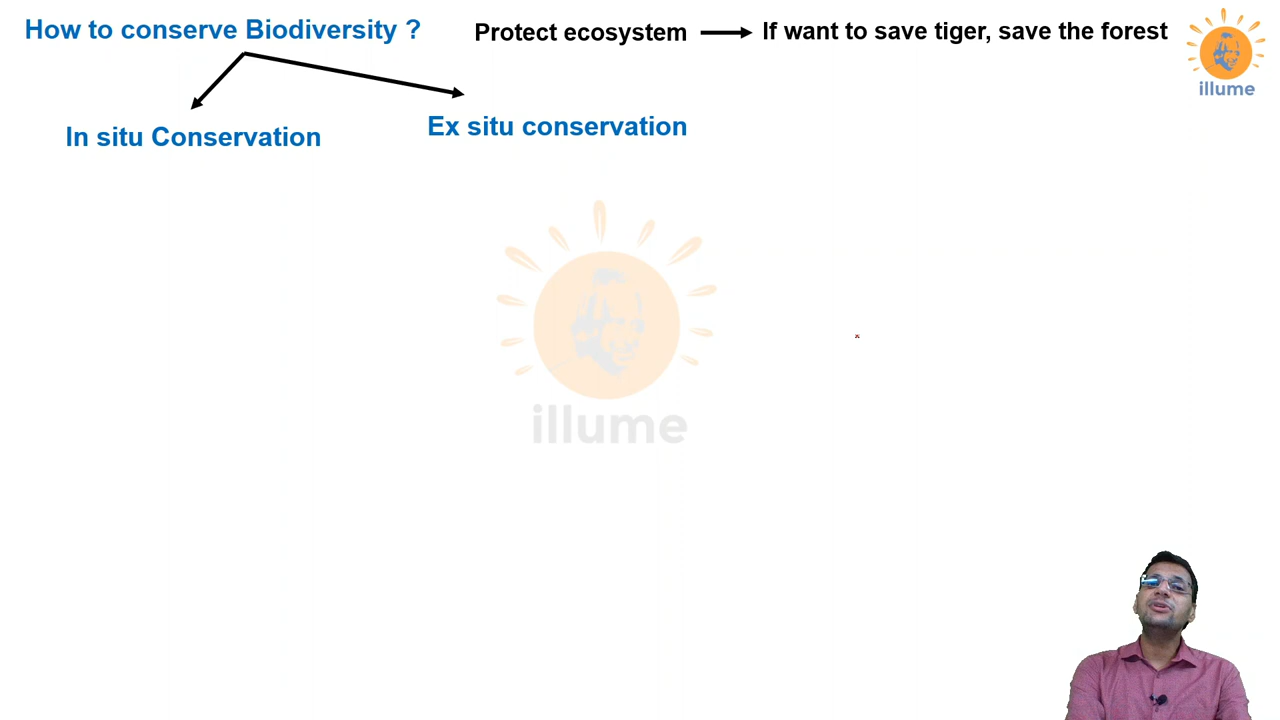 How to conserve Biodiversity ?
Protect ecosystem
If want to save tiger, save the forest
illume
In situ Conservation
Ex situ conservation
illume